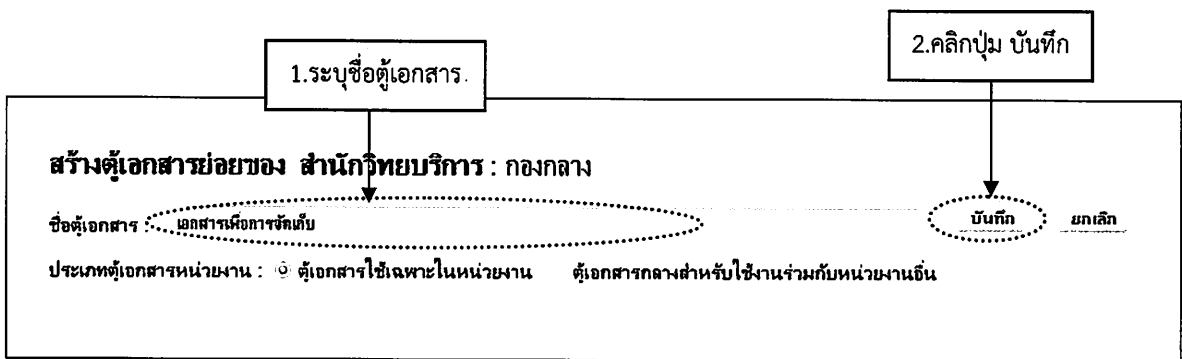 2.คลิกปุ่ม บันทึก
1.ระบุชื่อตู้เอกสาร.
สร้างตู้เอกสารย่อยของ สำนักวิทยบริการ : กองกลาง
ชื่อตู้เอกสาร : เอกสารเพื่อการจัดเก็บ บันทึก ยกเลิก
ประเภทตู้เอกสารหน่วยงาน : ตู้เอกสารใช้เฉพาะในหน่วยงาน ตู้เอกสารกลางสำหรับใช้งานร่วมกับหน่วยงานอื่น